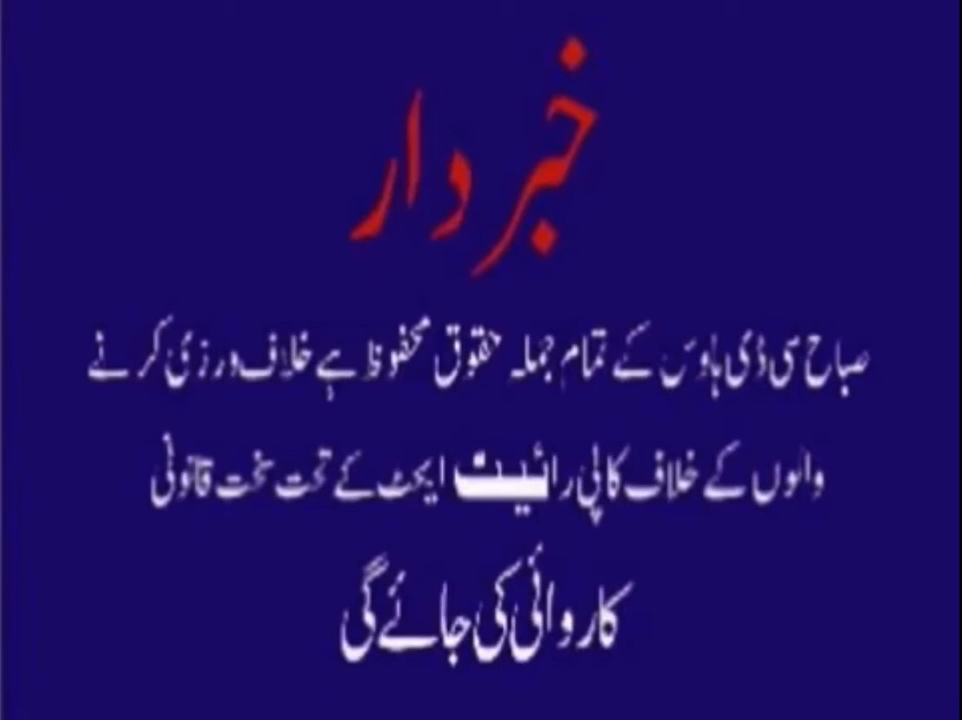 خبردار
صباح سی ڈی ہاوس کے تمام جملہ حقوق محفوظ ہے خلاف ورزی کرنے
والوں کے خلاف کاپی رائیٹ ایکٹ کے تحت سخت قانونی
کاروائی کی جائے گی